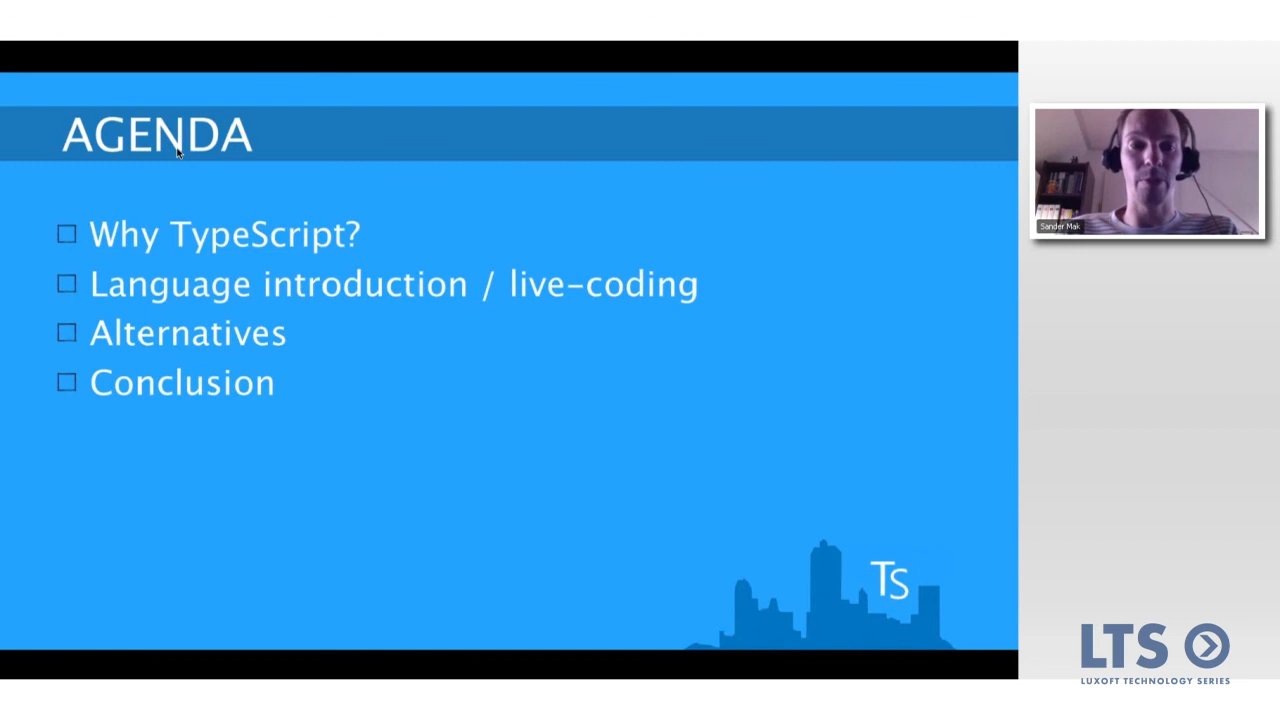 AGENDA
Why TypeScript?
Language introduction / live-coding
Alternatives
Conclusion
TS
Sander Mak
LTS
LUXOFT TECHNOLOGY SERIES